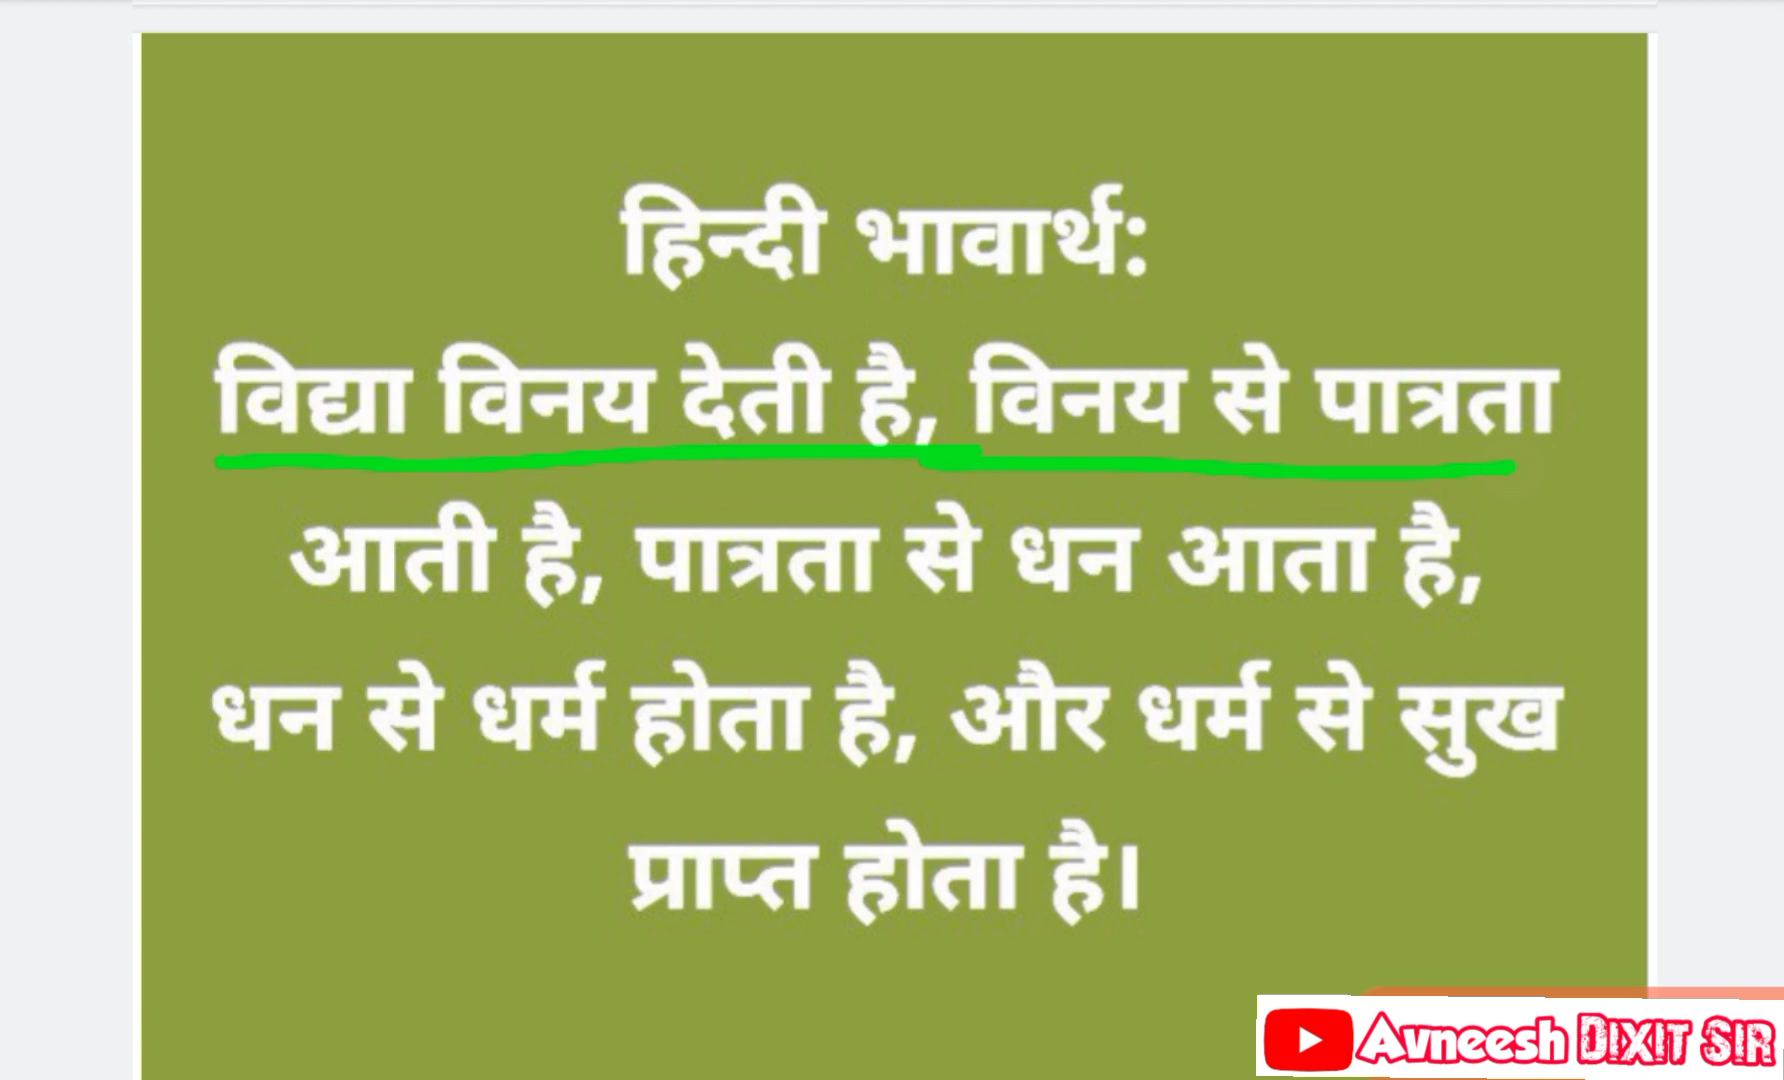 हिन्दी भावार्थ:
विद्या विनय देती है, विनय से पात्रता
आती है, पात्रता से धन आता है,
धन से धर्म होता है, और धर्म से सुख
प्राप्त होता है।
Avneesh DIXIT SIR